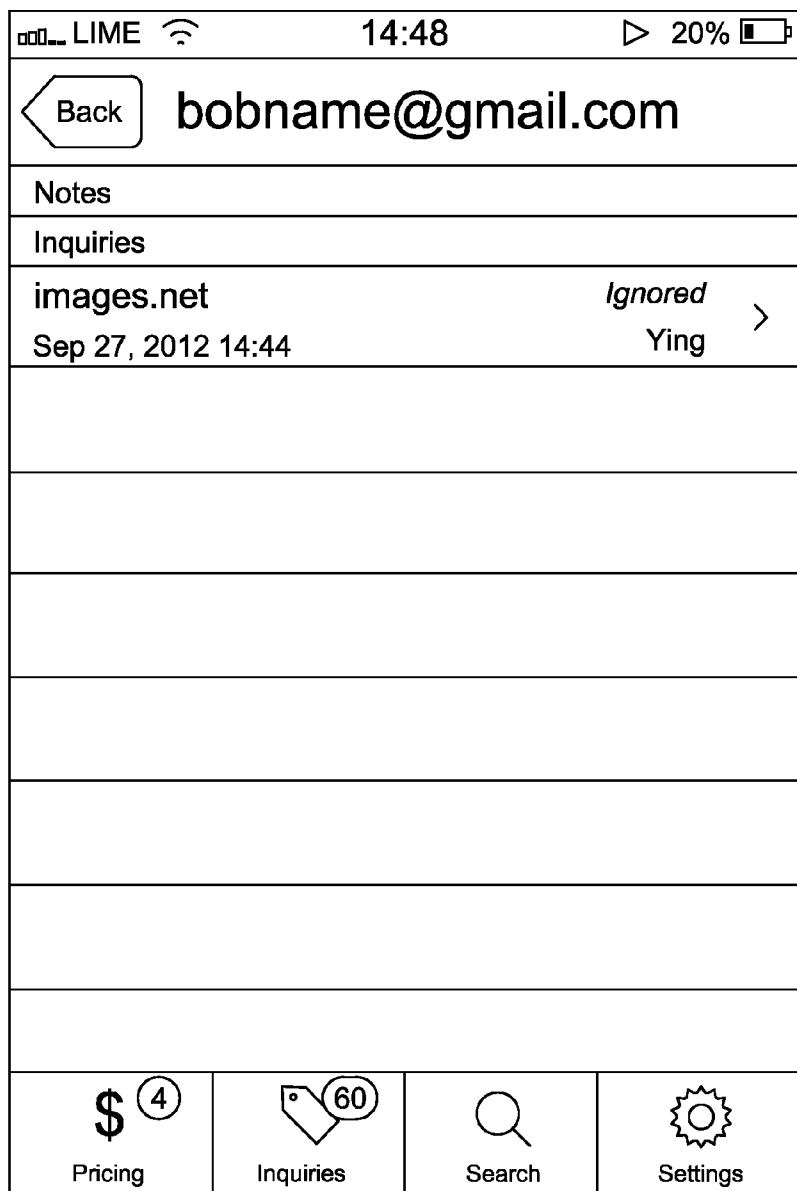 LIME 14:48 20%
Back bobname@gmail.com
Notes
Inquiries
images.net Ignored
Sep 27, 2012 14:44 Ying
$ 4 60
Pricing Inquiries Search Settings